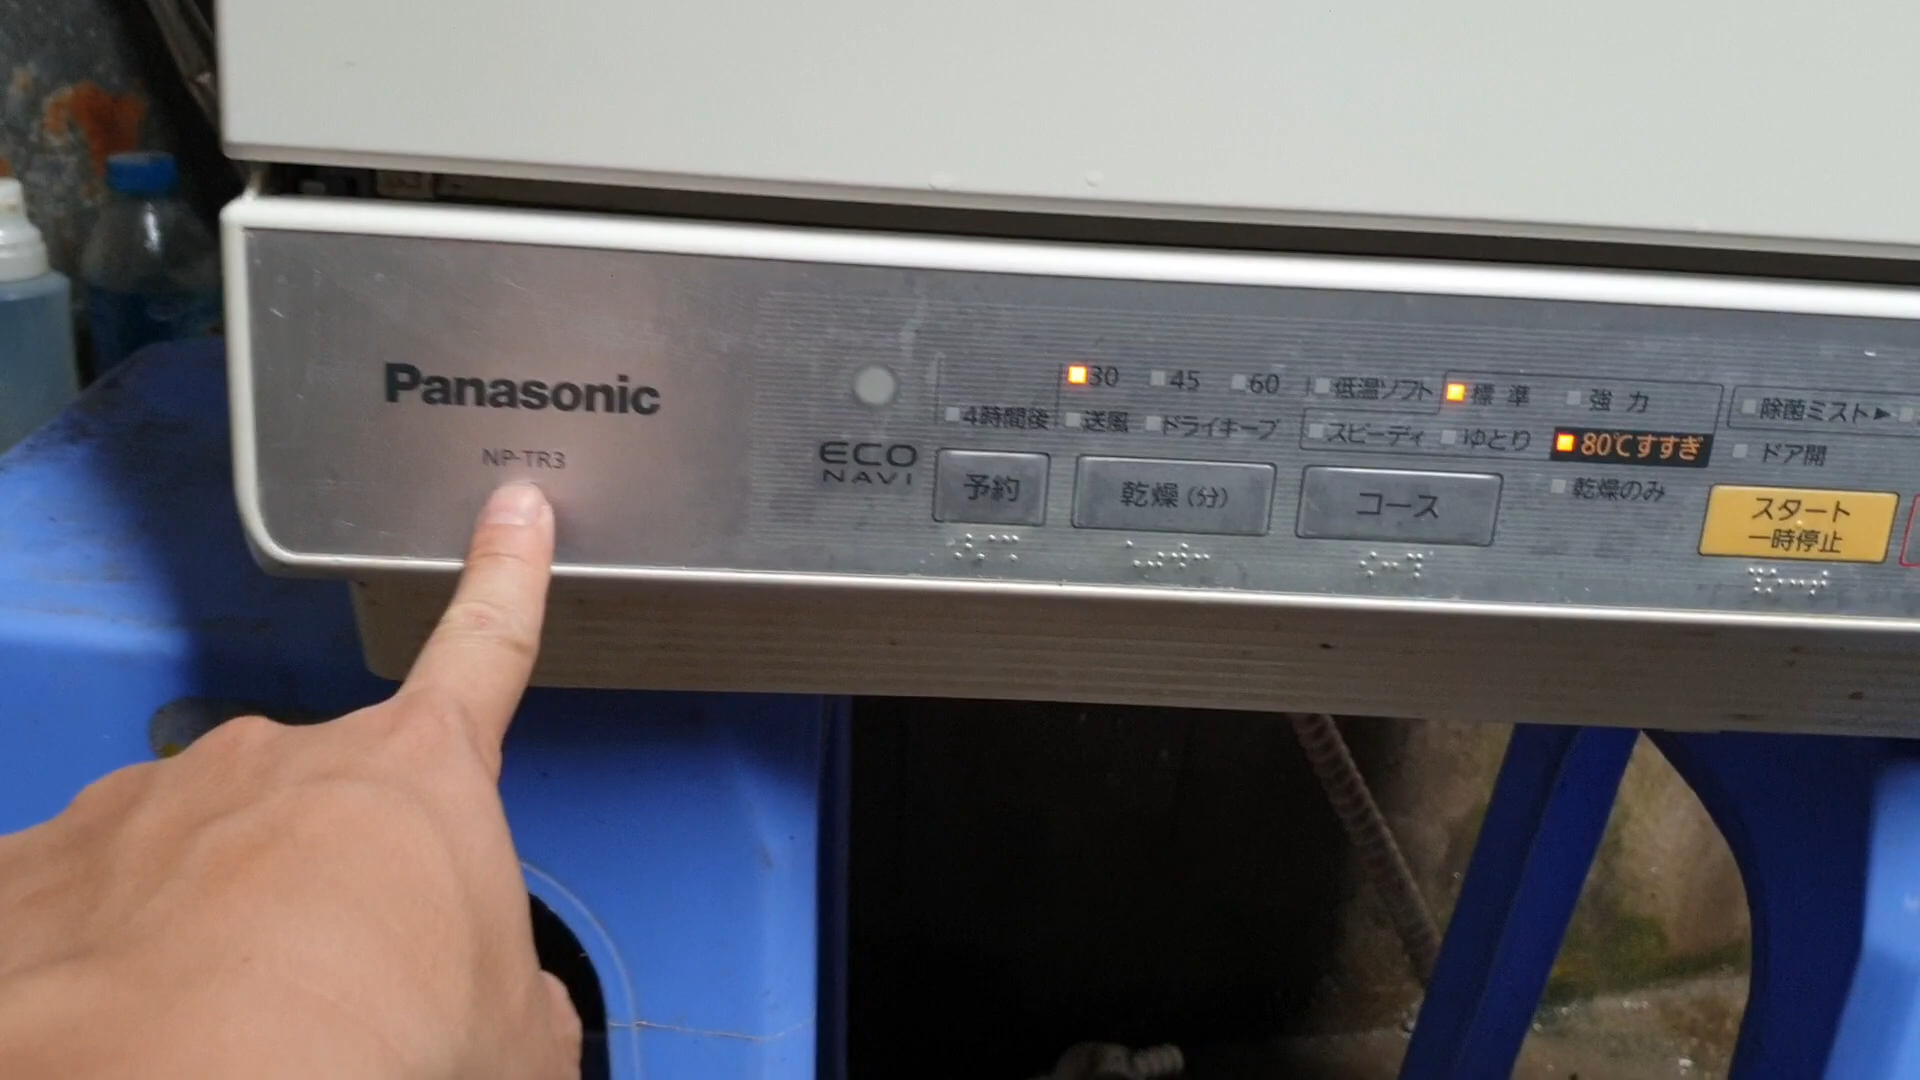 Panasonic
NP-TR3
ECO
NAVI
30 45 60
4時間後 送風 ドライキープ
予約
乾燥(分)
低温ソフト 標準 強力
スピーディ ゆとり 80℃すすぎ
乾燥のみ
コース
除菌ミスト▶
ドア開
スタート
一時停止